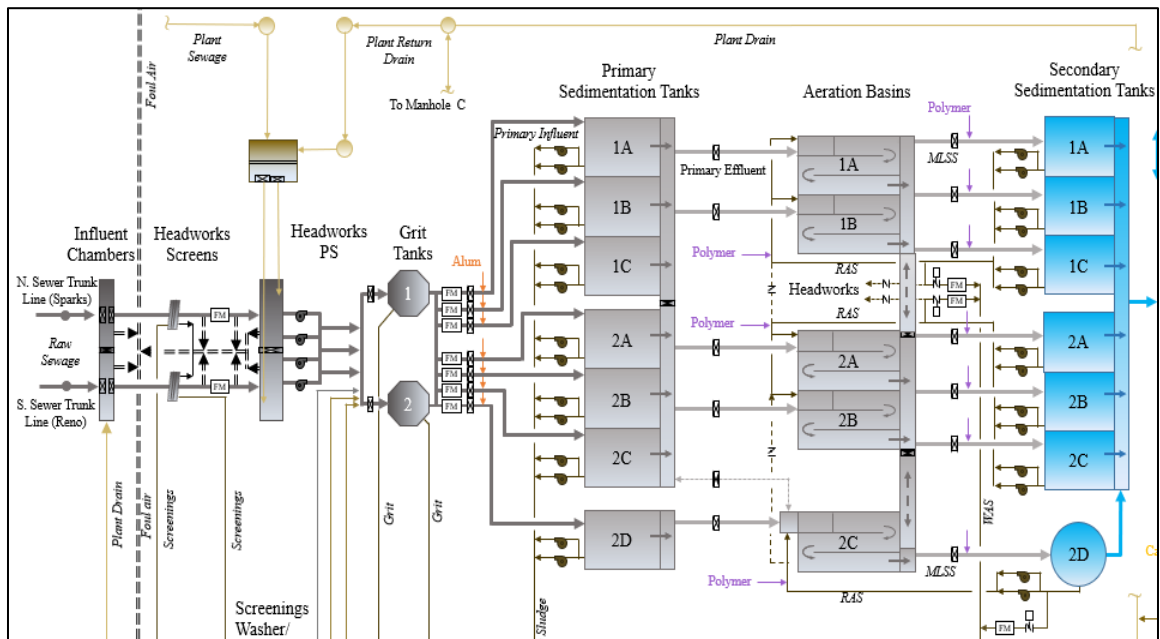 Plant
Sewage
Plant Return
Drain
Plant Drain
Foul Air
To Manhole C
Primary
Sedimentation Tanks
Aeration Basins
Secondary
Sedimentation Tanks
Polymer
Primary Influent
1A
1B
1C
2A
2B
2C
2D
Primary Effluent
1A
1B
2A
2B
2C
MLSS
1A
1B
1C
2A
2B
2C
2D
Influent
Chambers
Headworks
Screens
Headworks
PS
Grit
Tanks
Alum
N. Sewer Trunk
Line (Sparks)
Raw
Sewage
S. Sewer Trunk
Line (Reno)
FM
FM
1
2
FM
FM
FM
FM
FM
FM
FM
Polymer
RAS
Headworks
FM
FM
RAS
Polymer
WAS
MLSS
Polymer
RAS
FM
Plant Drain
Foul air
Screenings
Screenings
Grit
Grit
Sludge
Screenings
Washer/
Ca